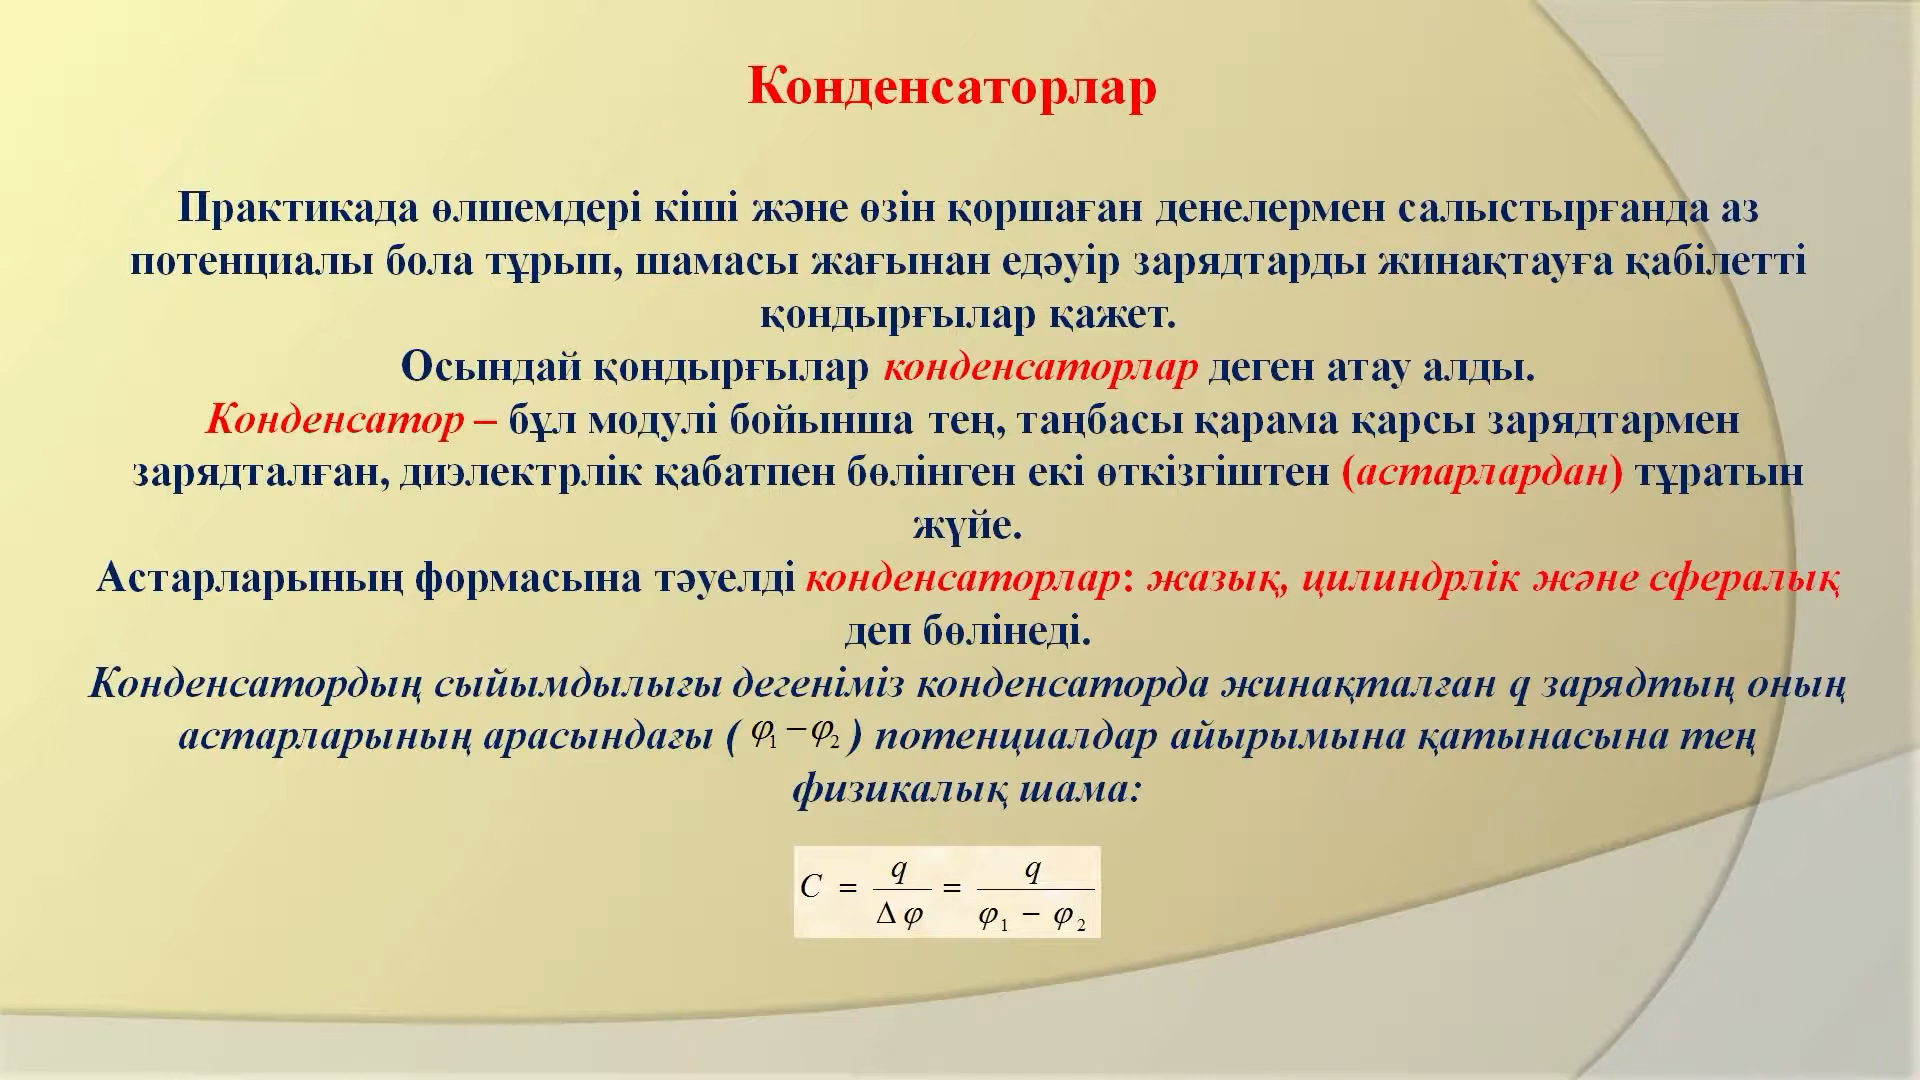 Конденсаторлар
Практикада өлшемдері кіші және өзін қоршаған денелермен салыстырғанда аз
потенциалы бола тұрып, шамасы жағынан едәуір зарядтарды жинақтауға қабілетті
қондырғылар қажет.
Осындай қондырғылар конденсаторлар деген атау алды.
Конденсатор – бұл модулі бойынша тең, таңбасы қарама қарсы зарядтармен
зарядталған, диэлектрлік қабатпен бөлінген екі өткізгіштен (астарлардан) тұратын
жүйе.
Астарларының формасына тәуелді конденсаторлар: жазық, цилиндрлік және сфералық
деп бөлінеді.
Конденсатордың сыйымдылығы дегеніміз конденсаторда жинақталған q зарядтың оның
астарларының арасындағы ( φ₁ – φ₂ ) потенциалдар айырымына қатынасына тең
физикалық шама:
C = q / Δφ = q / (φ₁ − φ₂)